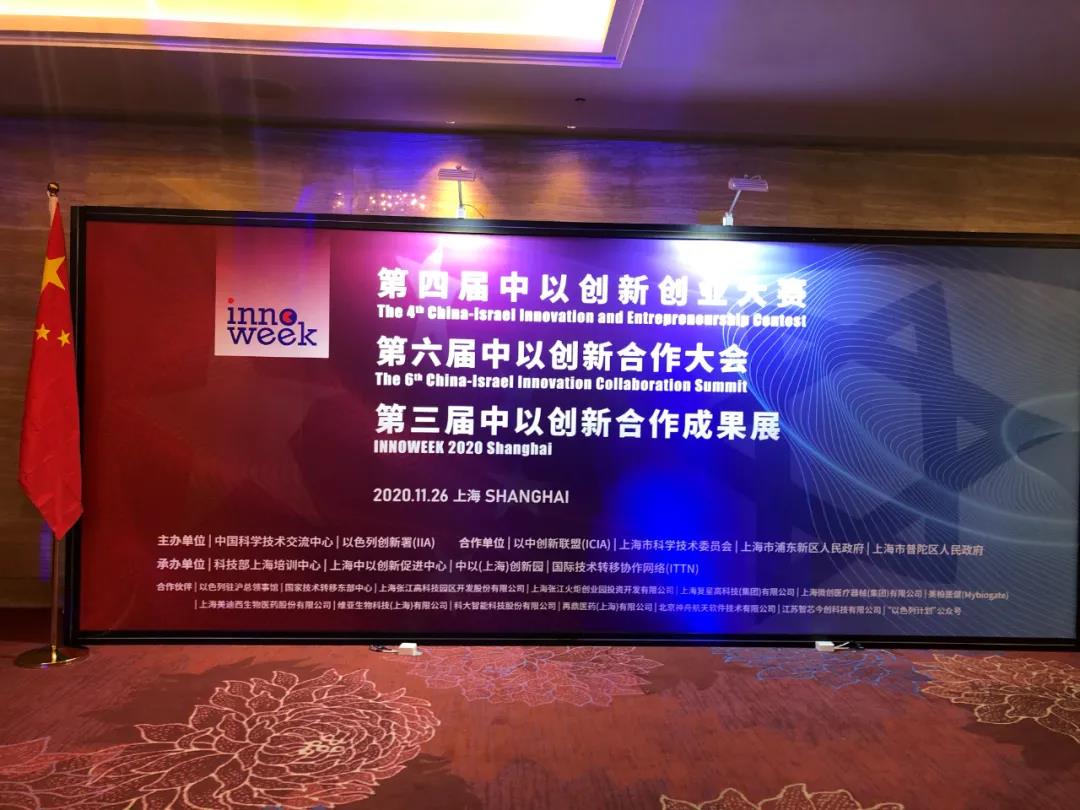 inno
week
第四届中以创新创业大赛
The 4th China-Israel Innovation and Entrepreneurship Contest
第六届中以创新合作大会
The 6th China-Israel Innovation Collaboration Summit
第三届中以创新合作成果展
INNOWEEK 2020 Shanghai
2020.11.26 上海 SHANGHAI
主办单位 | 中国科学技术交流中心 | 以色列创新署(IIA) 合作单位 | 以中创新联盟(ICIA) | 上海市科学技术委员会 | 上海市浦东新区人民政府 | 上海市普陀区人民政府
承办单位 | 科技部上海培训中心 | 上海中以创新促进中心 | 中以(上海)创新园 | 国际技术转移协作网络(ITTN)
合作伙伴 | 以色列驻沪总领事馆 | 国家技术转移东部中心 | 上海张江高科技园区开发股份有限公司 | 上海张江火炬创业园投资开发有限公司 | 上海复星高科技(集团)有限公司 | 上海微创医疗器械(集团)有限公司 | 美柏医健(Mybiogate)
| 上海美迪西生物医药股份有限公司 | 维亚生物科技(上海)有限公司 | 科大智能科技股份有限公司 | 再鼎医药(上海)有限公司 | 北京神舟航天软件技术有限公司 | 江苏智芯今创科技有限公司 | “以色列计划”公众号